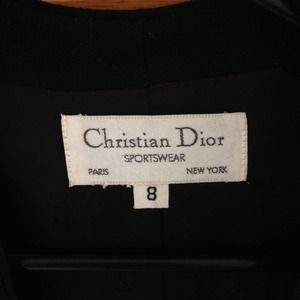 Christian Dior
SPORTSWEAR
PARIS NEW YORK
8